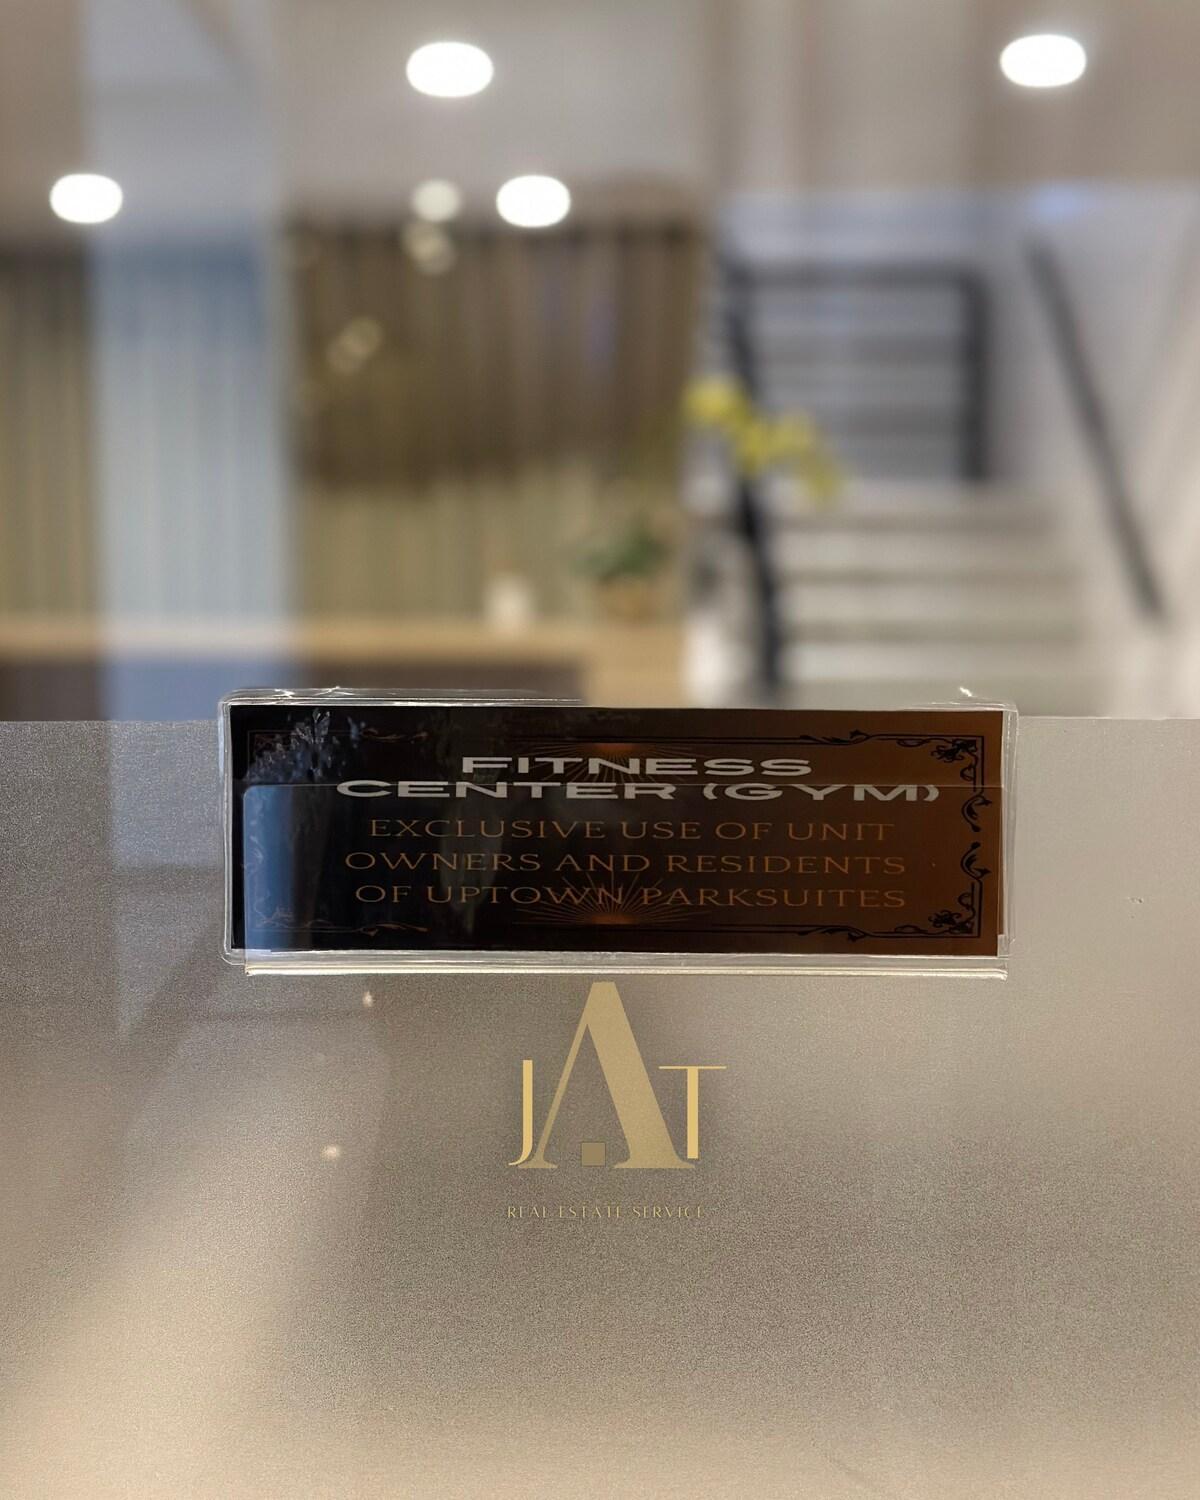 FITNESS
CENTER (GYM)
EXCLUSIVE USE OF UNIT
OWNERS AND RESIDENTS
OF UPTOWN PARKSUITES
JAT
REAL ESTATE SERVICE